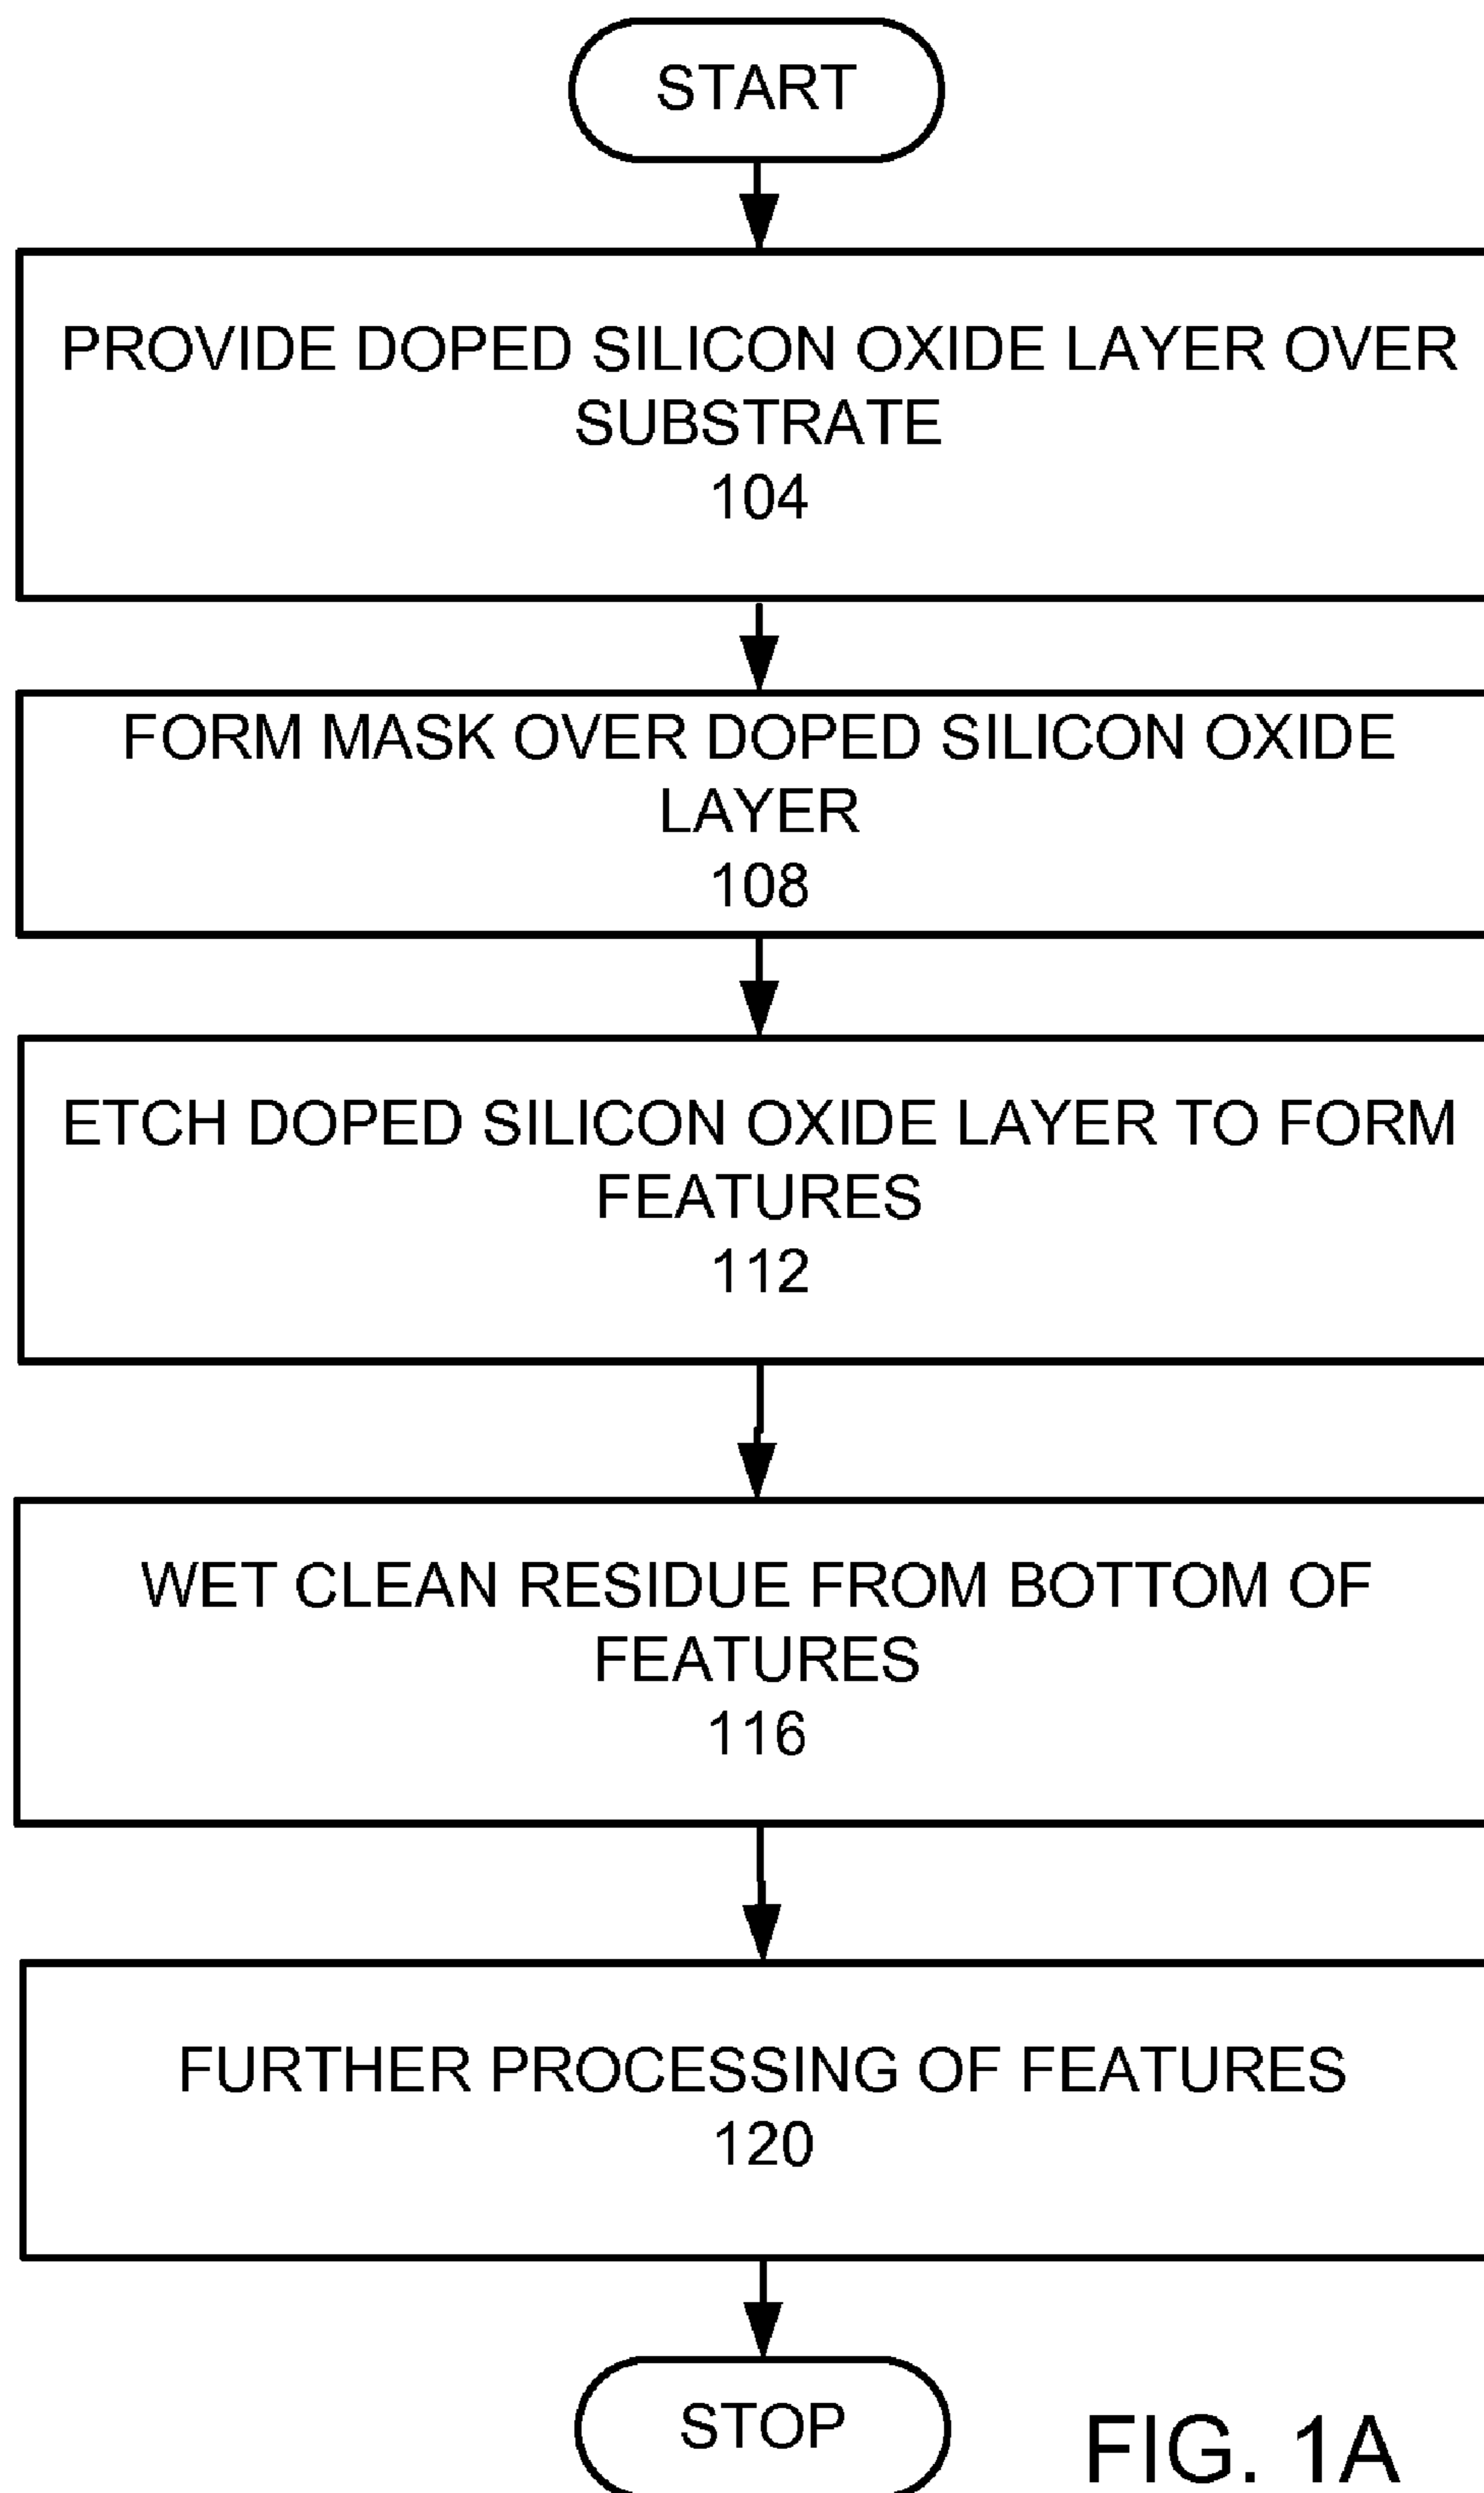 START
PROVIDE DOPED SILICON OXIDE LAYER OVER
SUBSTRATE
104
FORM MASK OVER DOPED SILICON OXIDE
LAYER
108
ETCH DOPED SILICON OXIDE LAYER TO FORM
FEATURES
112
WET CLEAN RESIDUE FROM BOTTOM OF
FEATURES
116
FURTHER PROCESSING OF FEATURES
120
STOP
FIG. 1A